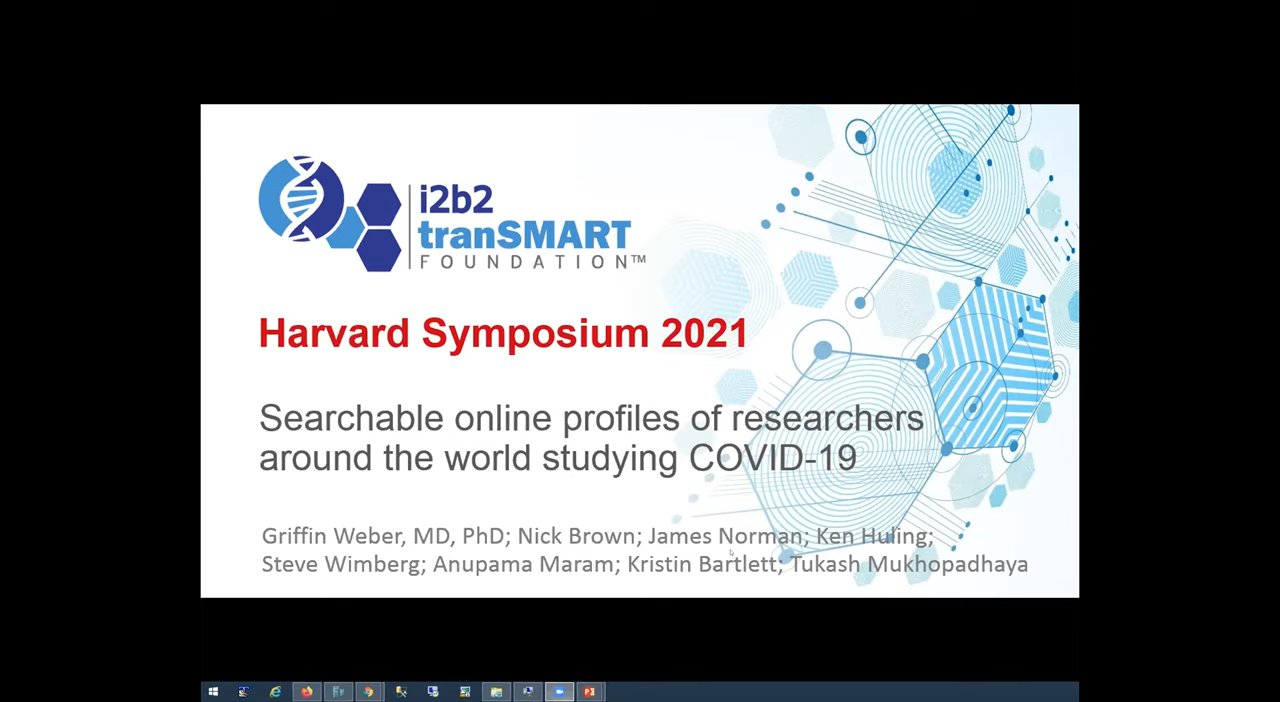 i2b2
tranSMART
FOUNDATION™
Harvard Symposium 2021
Searchable online profiles of researchers
around the world studying COVID-19
Griffin Weber, MD, PhD; Nick Brown; James Norman; Ken Huling;
Steve Wimberg; Anupama Maram; Kristin Bartlett; Tukash Mukhopadhaya